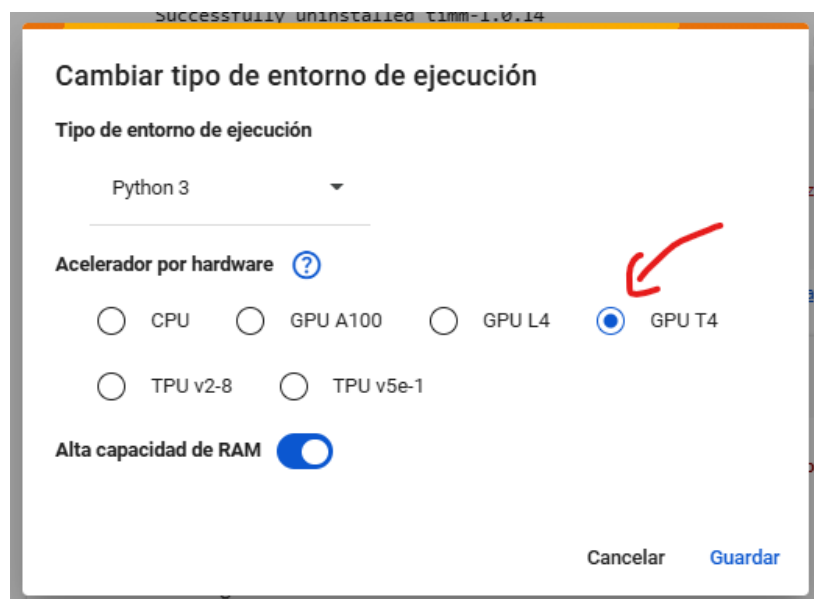 Successfully uninstalled timm-1.0.14
Cambiar tipo de entorno de ejecución
Tipo de entorno de ejecución
Python 3
Acelerador por hardware ?
CPU GPU A100 GPU L4 GPU T4
TPU v2-8 TPU v5e-1
Alta capacidad de RAM
Cancelar Guardar